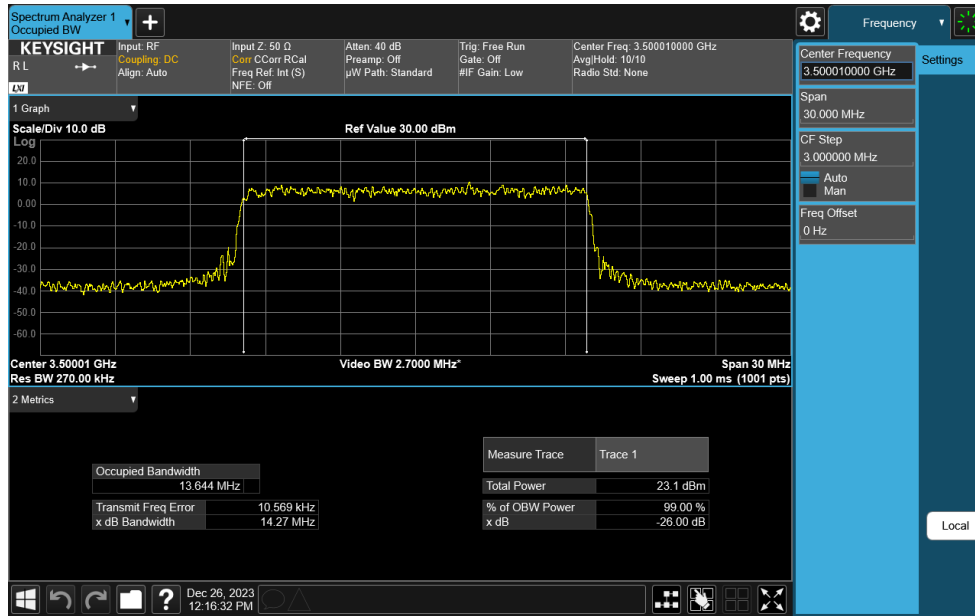 Spectrum Analyzer 1
Occupied BW
Frequency
KEYSIGHT
R L
LXI
Input: RF
Coupling: DC
Align: Auto
Input Z: 50 Ω
Corr CCorr RCal
Freq Ref: Int (S)
NFE: Off
Atten: 40 dB
Preamp: Off
µW Path: Standard
Trig: Free Run
Gate: Off
#IF Gain: Low
Center Freq: 3.500010000 GHz
Avg|Hold: 10/10
Radio Std: None
Center Frequency
3.500010000 GHz
Settings
Span
30.000 MHz
CF Step
3.000000 MHz
Auto
Man
Freq Offset
0 Hz
Local
1 Graph
Scale/Div 10.0 dB
Ref Value 30.00 dBm
Log
20.0
10.0
0.00
-10.0
-20.0
-30.0
-40.0
-50.0
-60.0
Center 3.50001 GHz
Video BW 2.7000 MHz*
Span 30 MHz
Res BW 270.00 kHz
Sweep 1.00 ms (1001 pts)
2 Metrics
Occupied Bandwidth
13.644 MHz
Transmit Freq Error 10.569 kHz
x dB Bandwidth 14.27 MHz
Measure Trace Trace 1
Total Power 23.1 dBm
% of OBW Power 99.00 %
x dB -26.00 dB
?
Dec 26, 2023
12:16:32 PM